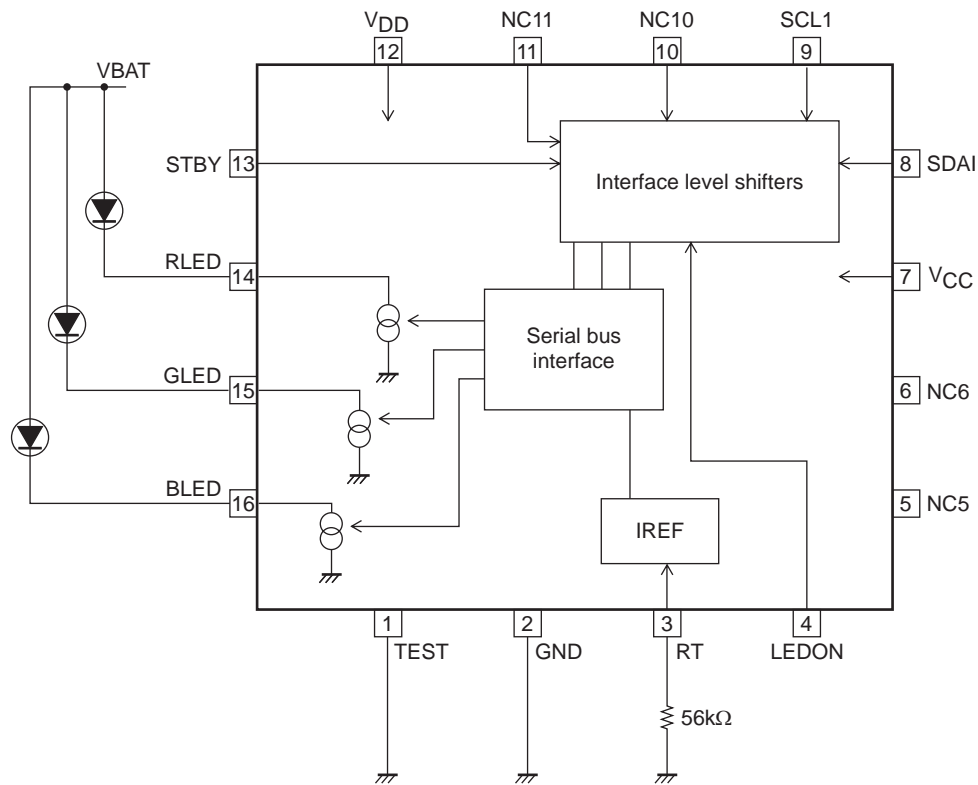 VDD
NC11
NC10
SCL1
12
11
10
9
VBAT
STBY
13
Interface level shifters
8
SDAI
RLED
14
7
VCC
Serial bus
interface
GLED
15
6
NC6
BLED
16
5
NC5
IREF
1
2
3
4
TEST
GND
RT
LEDON
56kΩ